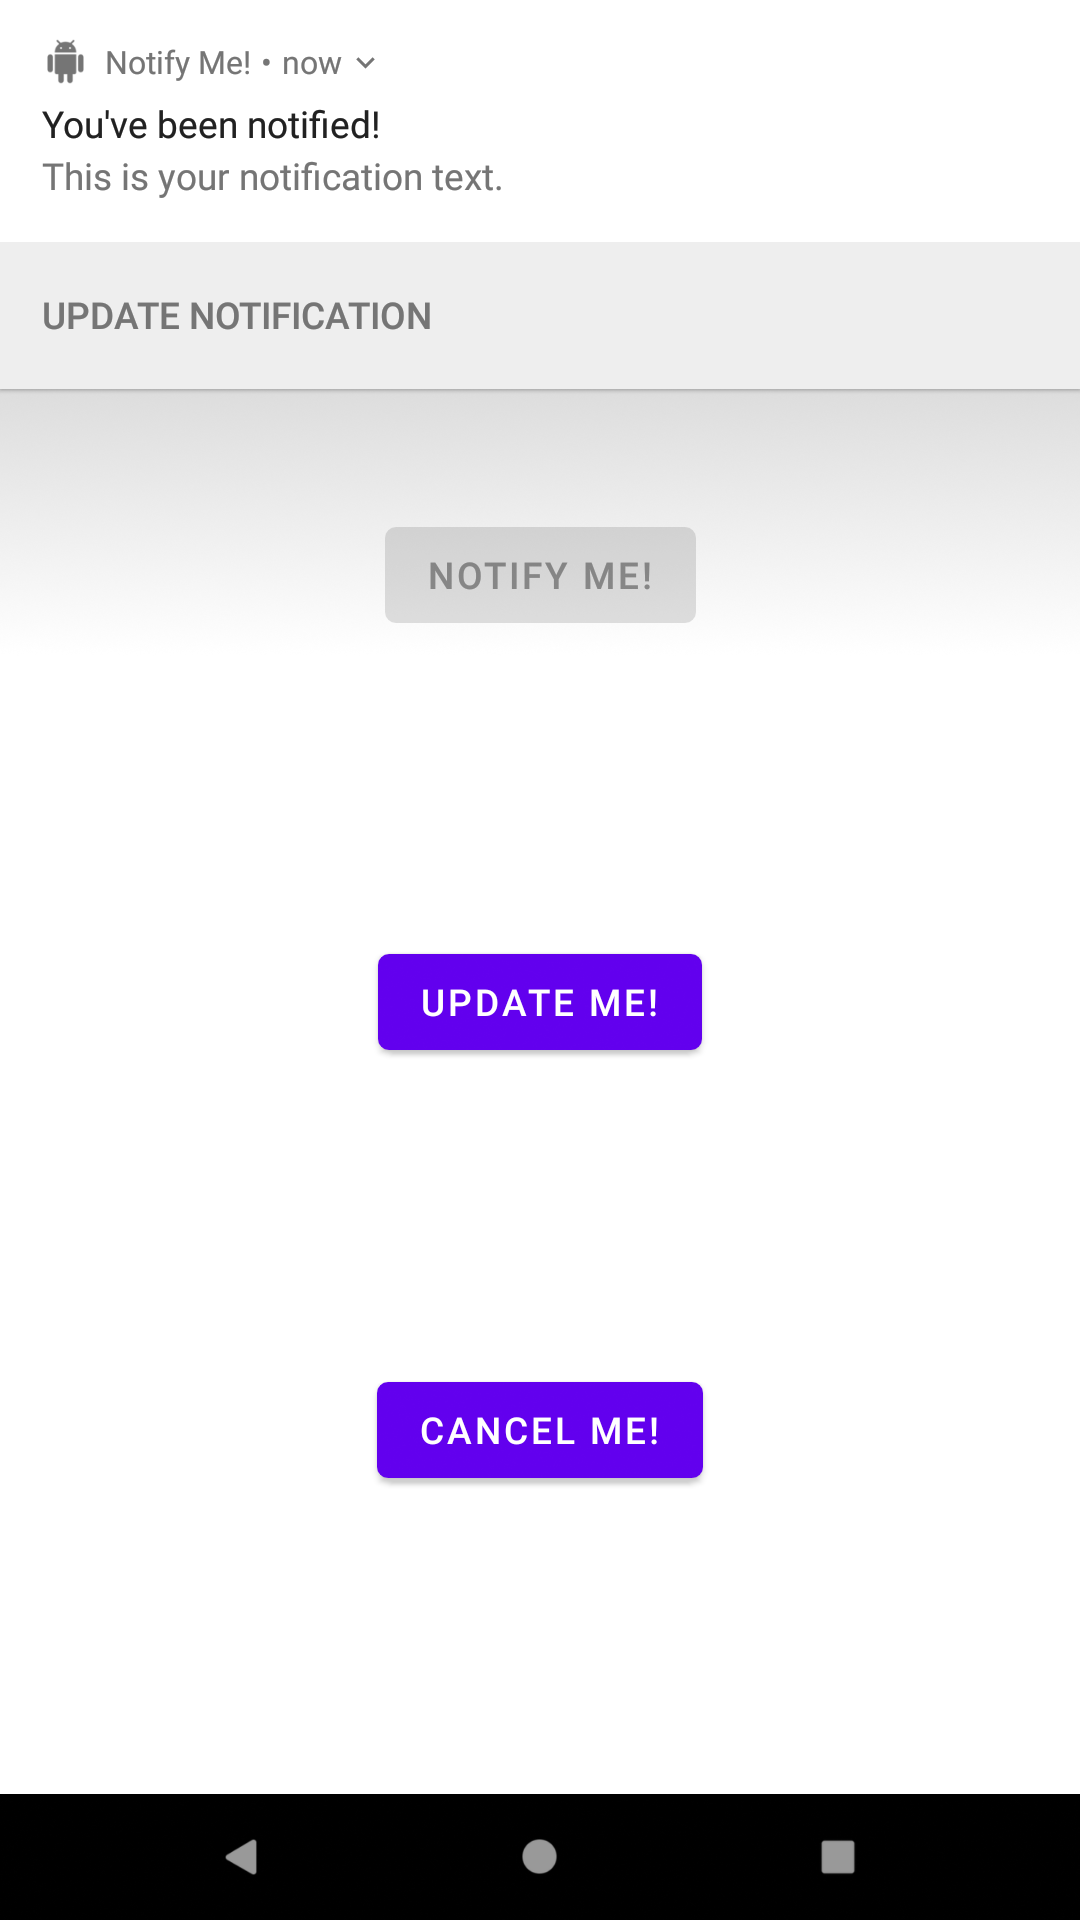 Notify Me! • now
You've been notified!
This is your notification text.
UPDATE NOTIFICATION
NOTIFY ME!
UPDATE ME!
CANCEL ME!